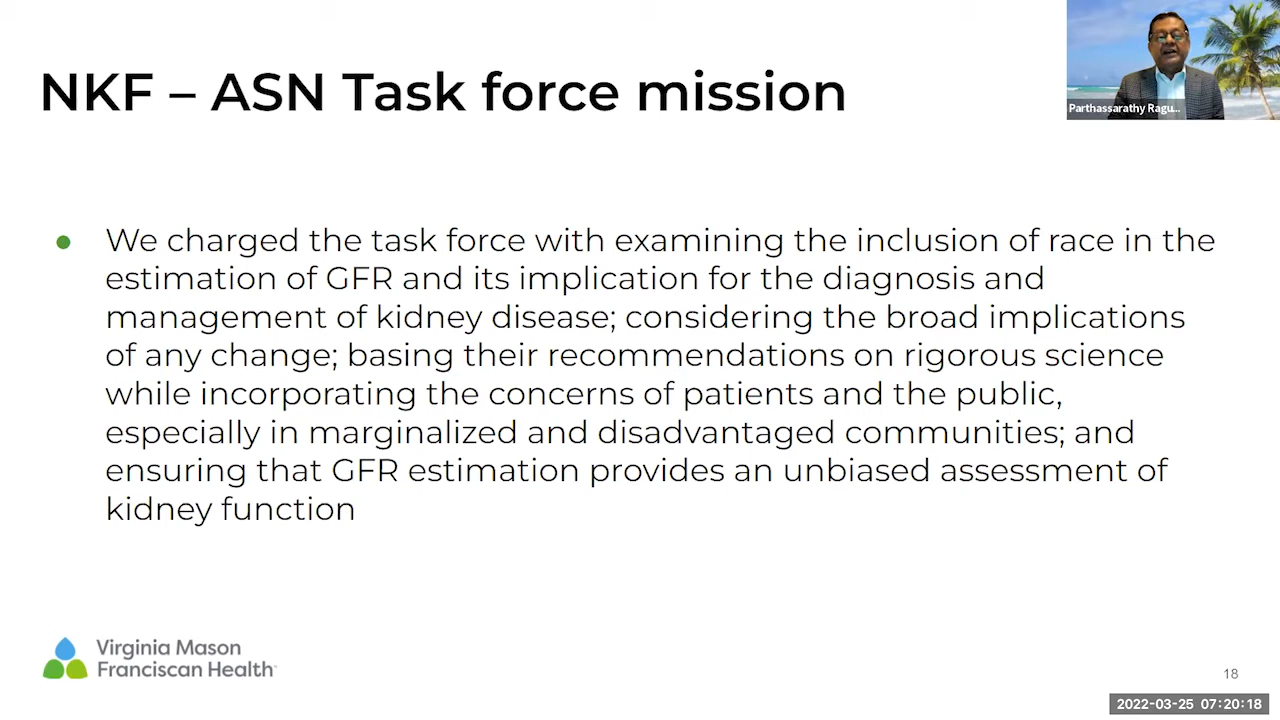 NKF – ASN Task force mission
Parthassarathy Ragu...
● We charged the task force with examining the inclusion of race in the
estimation of GFR and its implication for the diagnosis and
management of kidney disease; considering the broad implications
of any change; basing their recommendations on rigorous science
while incorporating the concerns of patients and the public,
especially in marginalized and disadvantaged communities; and
ensuring that GFR estimation provides an unbiased assessment of
kidney function
Virginia Mason
Franciscan Health
18
2022-03-25 07:20:18